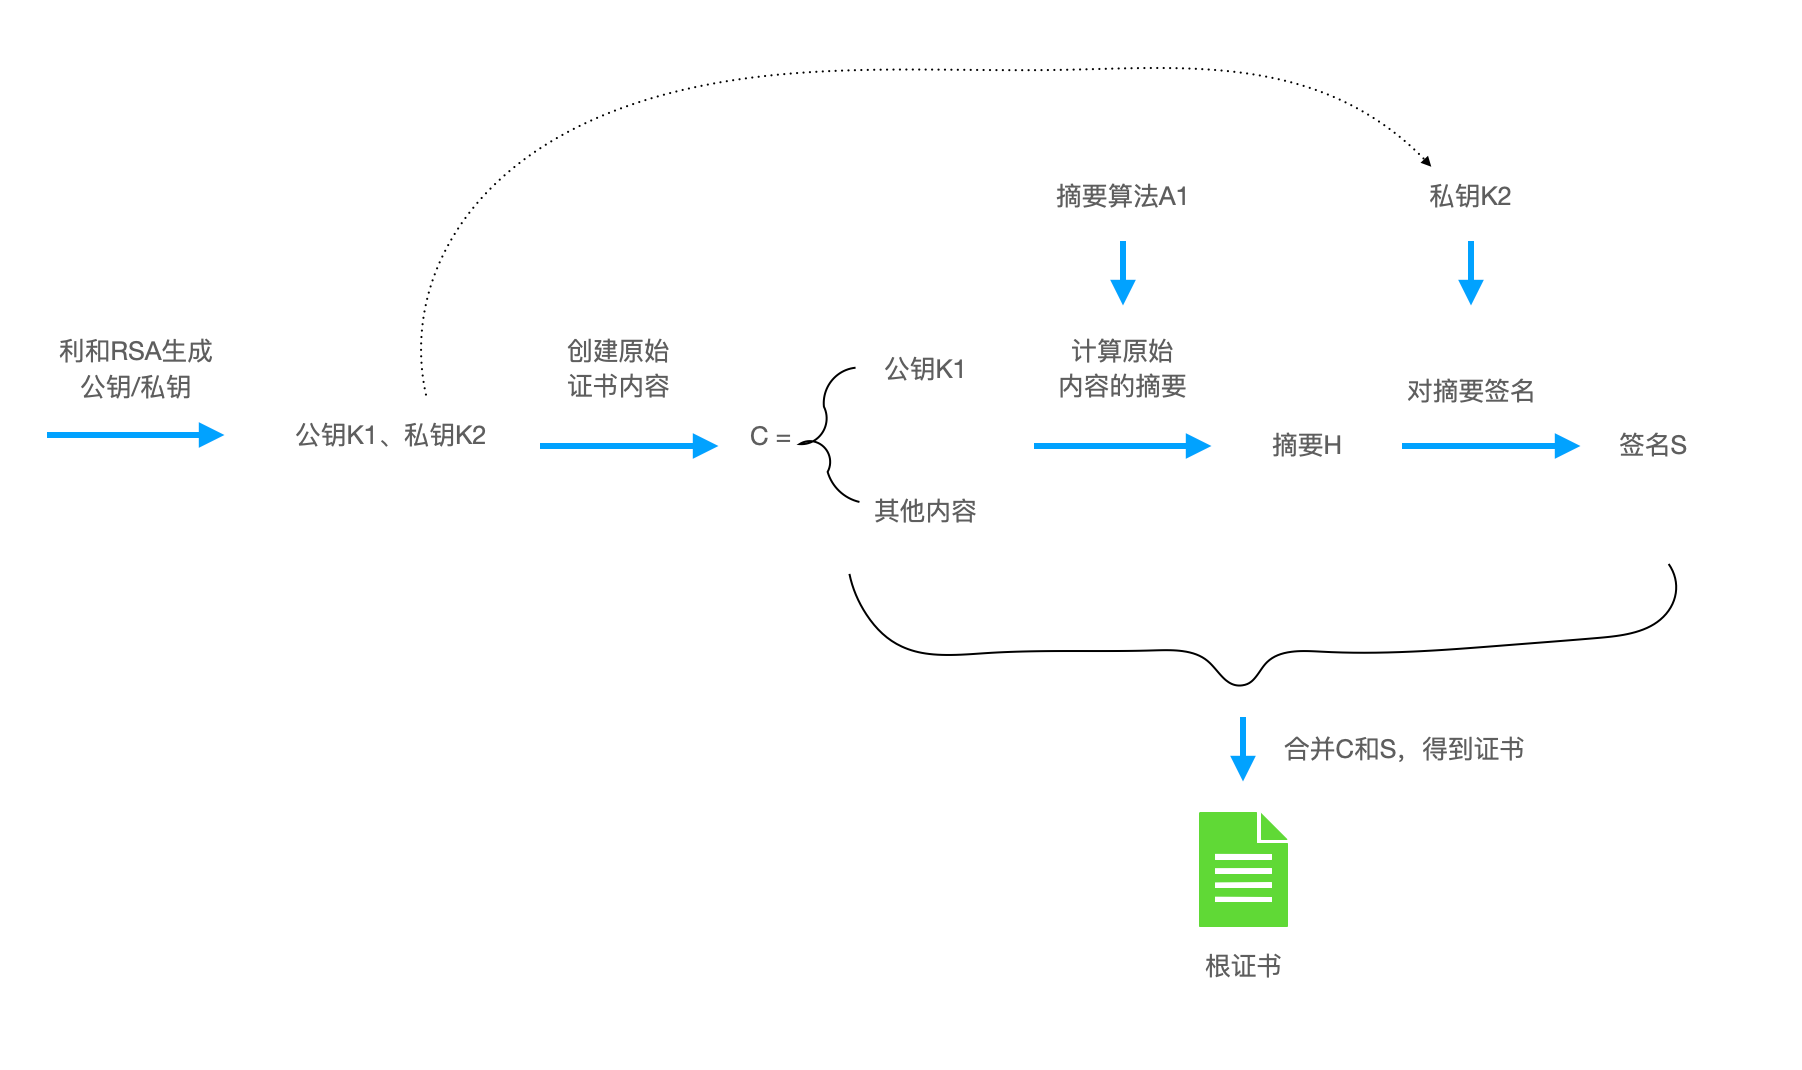 摘要算法A1
私钥K2
利和RSA生成
公钥/私钥
公钥K1、私钥K2
创建原始
证书内容
C =
公钥K1
其他内容
计算原始
内容的摘要
摘要H
对摘要签名
签名S
合并C和S，得到证书
根证书